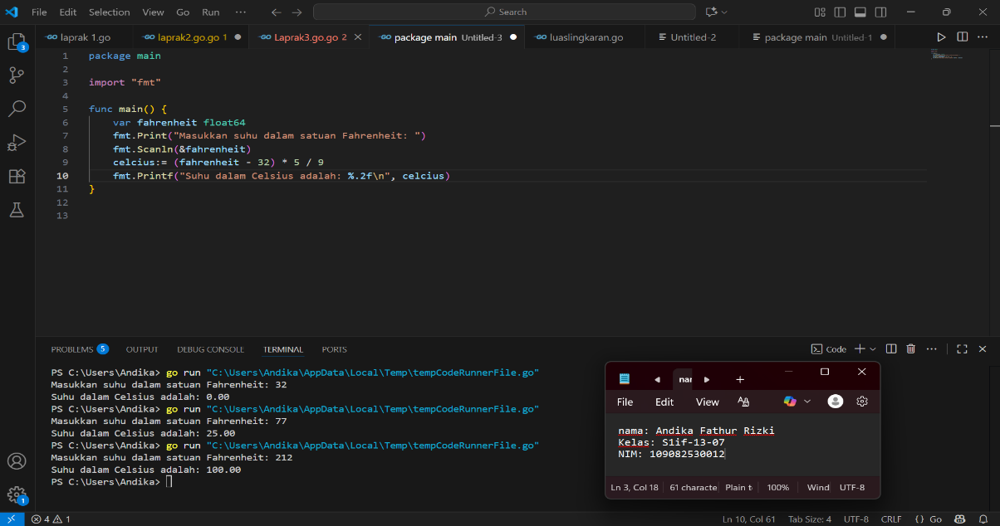 File Edit Selection View Go Run ··· Search
laprak 1.go laprak2.go.go 1 Laprak3.go.go 2 package main Untitled-3 luaslingkaran.go Untitled-2 package main Untitled-1
3
1 package main
2
3 import "fmt"
4
5 func main() {
6 var fahrenheit float64
7 fmt.Print("Masukkan suhu dalam satuan Fahrenheit: ")
8 fmt.Scanln(&fahrenheit)
9 celcius:= (fahrenheit - 32) * 5 / 9
10 fmt.Printf("Suhu dalam Celsius adalah: %.2f\n", celcius)
11 }
12
13
PROBLEMS 5 OUTPUT DEBUG CONSOLE TERMINAL PORTS Code
PS C:\Users\Andika> go run "C:\Users\Andika\AppData\Local\Temp\tempCodeRunnerFile.go"
Masukkan suhu dalam satuan Fahrenheit: 32
Suhu dalam Celsius adalah: 0.00
PS C:\Users\Andika> go run "C:\Users\Andika\AppData\Local\Temp\tempCodeRunnerFile.go"
Masukkan suhu dalam satuan Fahrenheit: 77
Suhu dalam Celsius adalah: 25.00
PS C:\Users\Andika> go run "C:\Users\Andika\AppData\Local\Temp\tempCodeRunnerFile.go"
Masukkan suhu dalam satuan Fahrenheit: 212
Suhu dalam Celsius adalah: 100.00
PS C:\Users\Andika>
nar
File Edit View
nama: Andika Fathur Rizki
Kelas: S1if-13-07
NIM: 109082530012
Ln 3, Col 18 61 characte Plain t 100% Wind UTF-8
1
4 1 Ln 10, Col 61 Tab Size: 4 UTF-8 CRLF {} Go